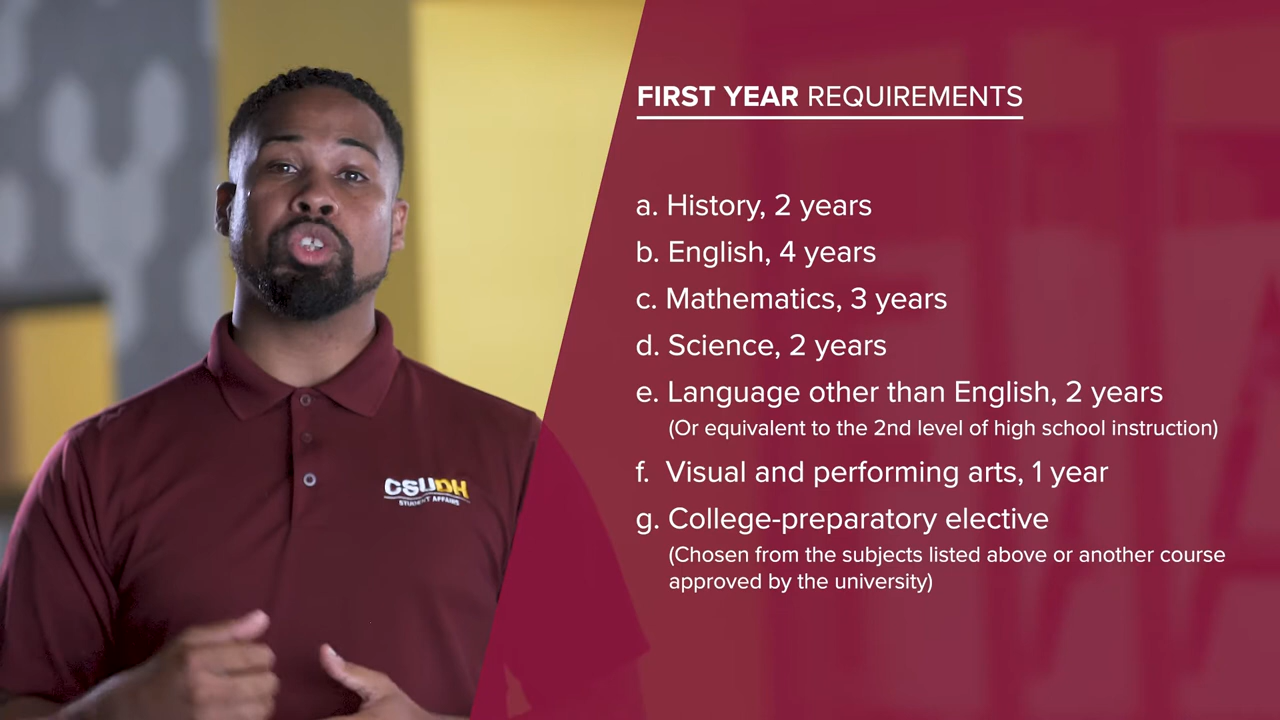 FIRST YEAR REQUIREMENTS
a. History, 2 years
b. English, 4 years
c. Mathematics, 3 years
d. Science, 2 years
e. Language other than English, 2 years
(Or equivalent to the 2nd level of high school instruction)
f. Visual and performing arts, 1 year
g. College-preparatory elective
(Chosen from the subjects listed above or another course
approved by the university)
CSUDH
STUDENT AFFAIRS